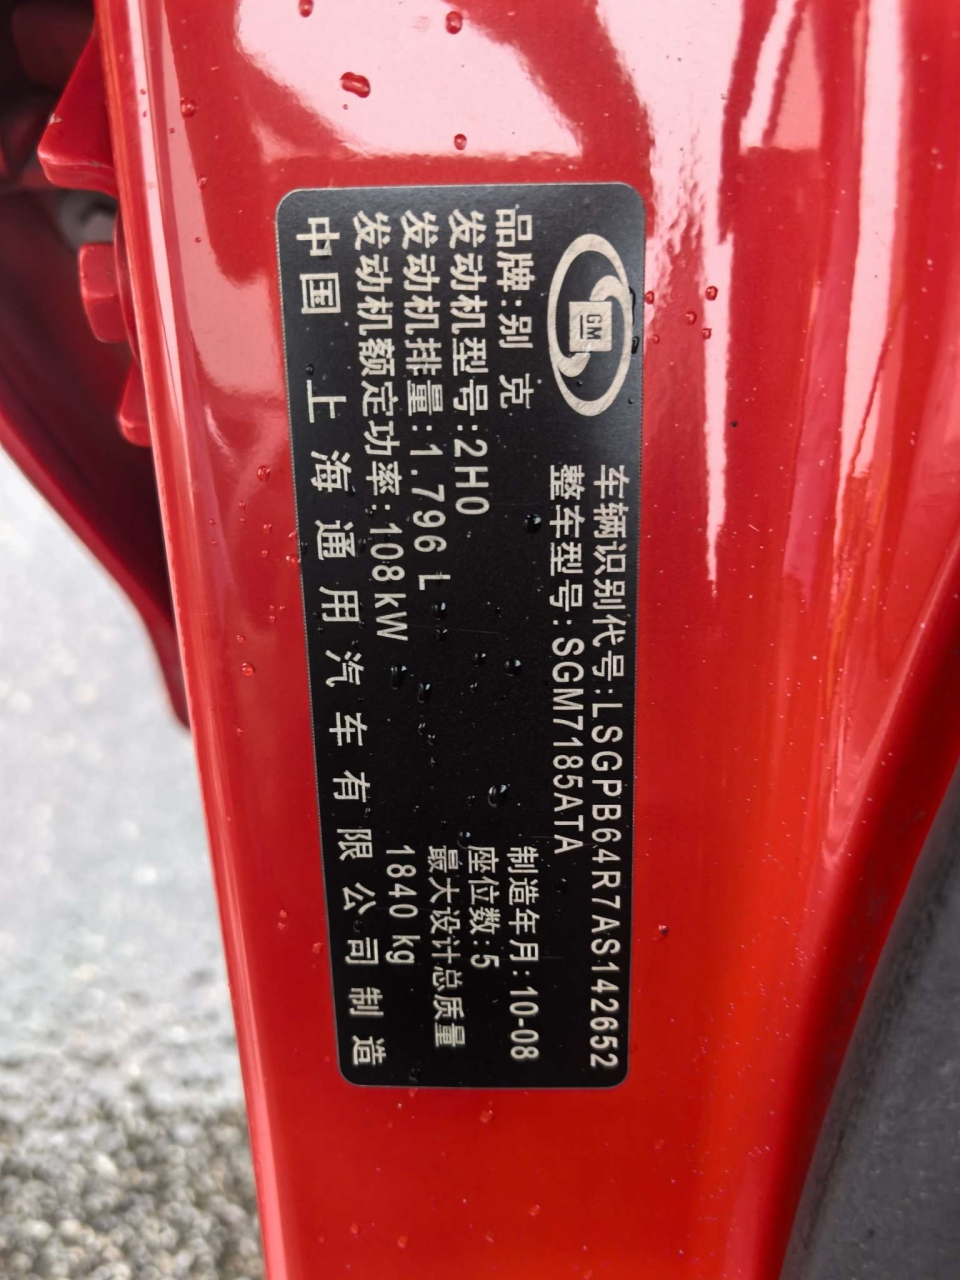 GM
车辆识别代号:LSGPB64R7AS142652
整车型号:SGM7185ATA
品牌:别 克
制造年月:10-08
发动机型号:2H0
座位数:5
发动机排量:1.796 L
最大设计总质量
发动机额定功率:108kW
1840 kg
中国 上海通用汽车有限公司制造